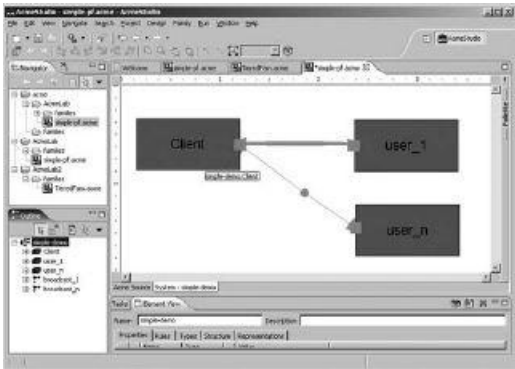 AcmeStudio - simple-pf.acme
File Edit View Navigate Search Project Design Family Run Window Help
AcmeStudio
Navigator
Welcome
simple-pf.acme
TieredFam.acme
*simple-pf.acme
acme
AcmeLab
families
simple-pf.acme
families
AcmeLab
families
simple-pf.acme
AcmeLab2
families
TieredFam.acme
Client
user_1
simple-demo.Client
user_n
Palette
Outline
simple-demo
Client
user_1
user_n
broadcast_1
broadcast_n
Acme Source System - simple-demo
Tasks Element View
Name: simple-demo Description:
Properties Rules Types Structure Representations
Name Type Value